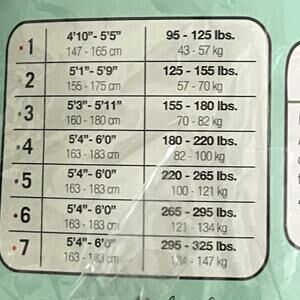 1 4'10"- 5'5" 95 - 125 lbs.
147 - 165 cm 43 - 57 kg
2 5'1"- 5'9" 125 - 155 lbs.
155 - 175 cm 57 - 70 kg
3 5'3"- 5'11" 155 - 180 lbs.
160 - 180 cm 70 - 82 kg
4 5'4"- 6'0" 180 - 220 lbs.
163 - 183 cm 82 - 100 kg
5 5'4"- 6'0" 220 - 265 lbs.
163 - 183 cm 100 - 121 kg
6 5'4"- 6'0" 265 - 295 lbs.
163 - 183 cm 121 - 134 kg
7 5'4"- 6'0" 295 - 325 lbs.
163 - 183 cm 134 - 147 kg